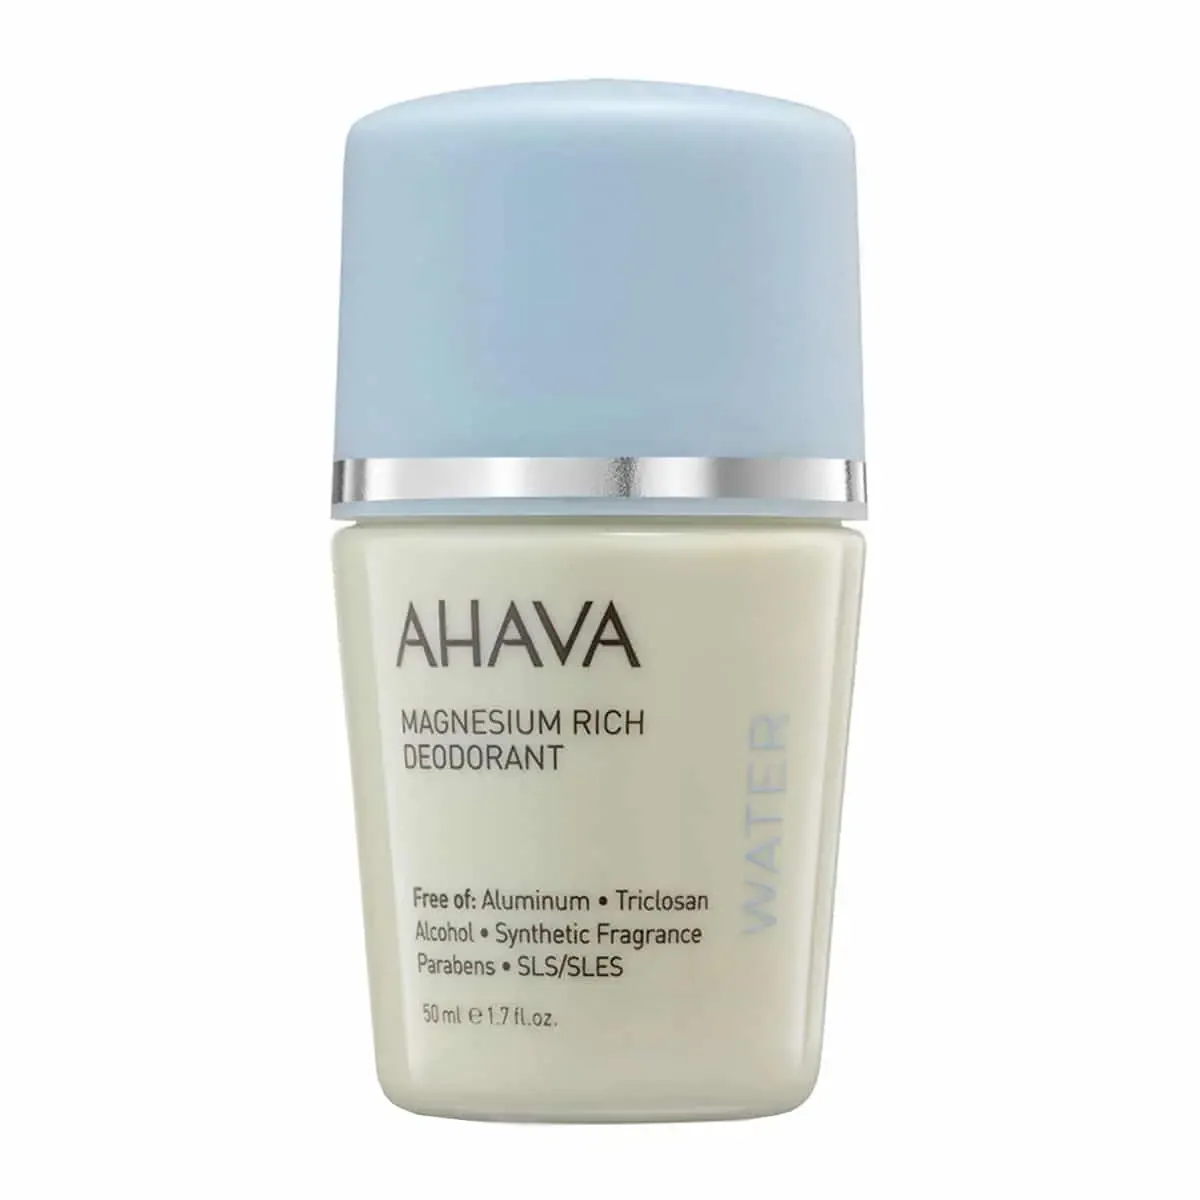 AHAVA
MAGNESIUM RICH
DEODORANT
WATER
Free of: Aluminum • Triclosan
Alcohol • Synthetic Fragrance
Parabens • SLS/SLES
50 ml ℮ 1.7 fl.oz.